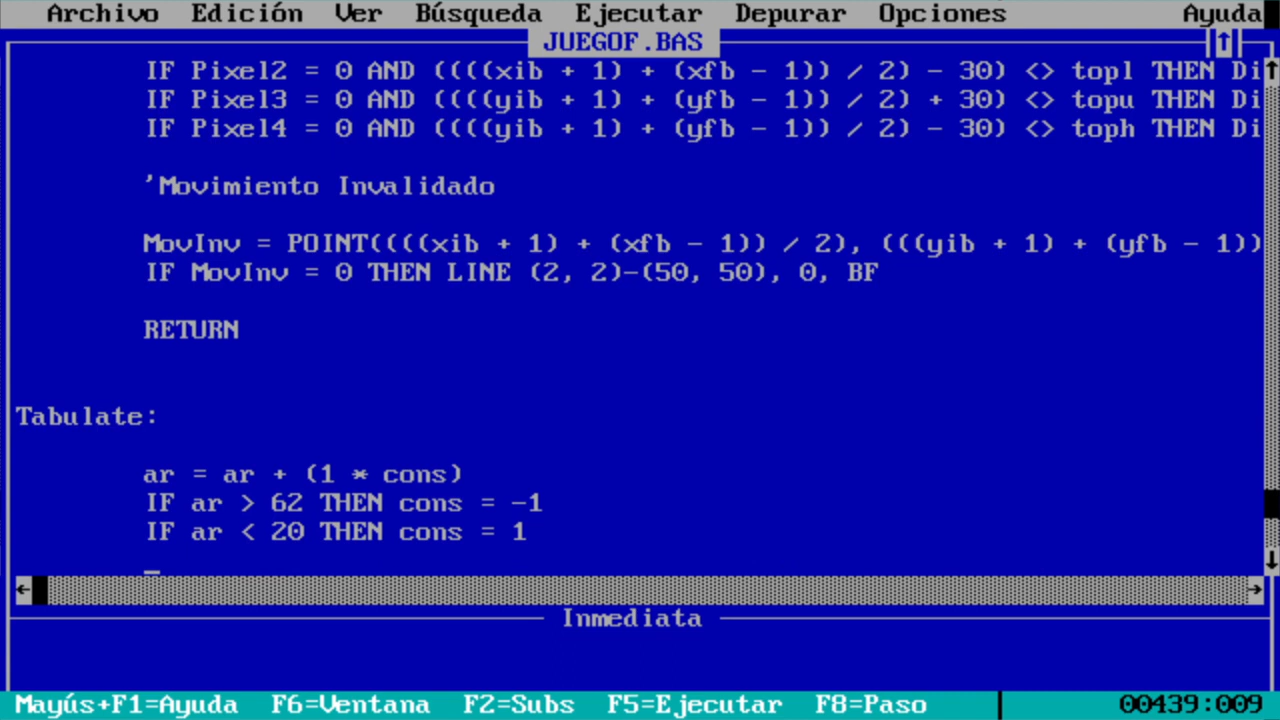 Archivo Edición Ver Búsqueda Ejecutar Depurar Opciones Ayuda
JUEGOF.BAS
IF Pixel2 = 0 AND ((((xib + 1) + (xfb - 1)) / 2) - 30) <> topl THEN Di
IF Pixel3 = 0 AND ((((yib + 1) + (yfb - 1)) / 2) + 30) <> topu THEN Di
IF Pixel4 = 0 AND ((((yib + 1) + (yfb - 1)) / 2) - 30) <> toph THEN Di
'Movimiento Invalidado
MovInv = POINT((((xib + 1) + (xfb - 1)) / 2), (((yib + 1) + (yfb - 1))
IF MovInv = 0 THEN LINE (2, 2)-(50, 50), 0, BF
RETURN
Tabulate:
ar = ar + (1 * cons)
IF ar > 62 THEN cons = -1
IF ar < 20 THEN cons = 1
Inmediata
Mayús+F1=Ayuda F6=Ventana F2=Subs F5=Ejecutar F8=Paso 00439:009